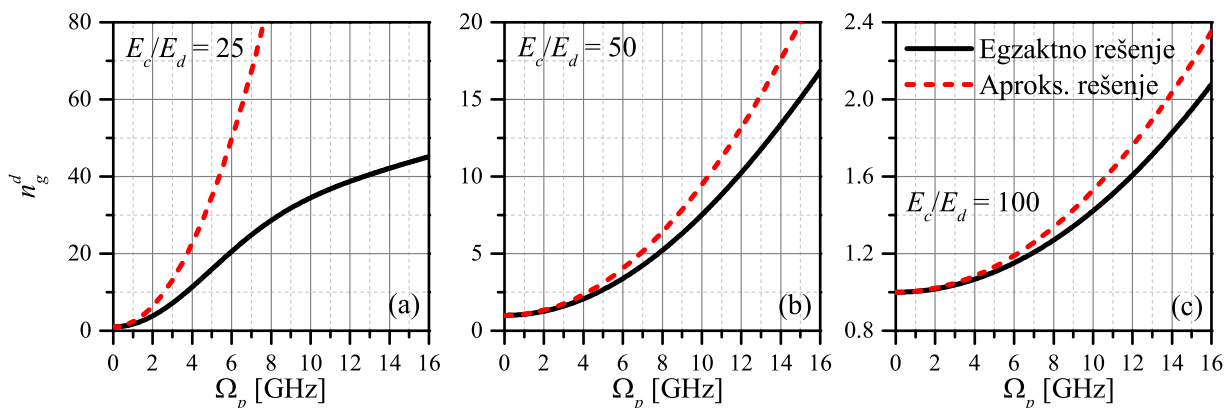 80
60
40
20
0
n_g^d
E_c/E_d = 25
(a)
0 2 4 6 8 10 12 14 16
Ω_p [GHz]
20
15
10
5
0
E_c/E_d = 50
(b)
0 2 4 6 8 10 12 14 16
Ω_p [GHz]
2.4
2.0
1.6
1.2
0.8
Egzaktno rešenje
Aproks. rešenje
E_c/E_d = 100
(c)
0 2 4 6 8 10 12 14 16
Ω_p [GHz]